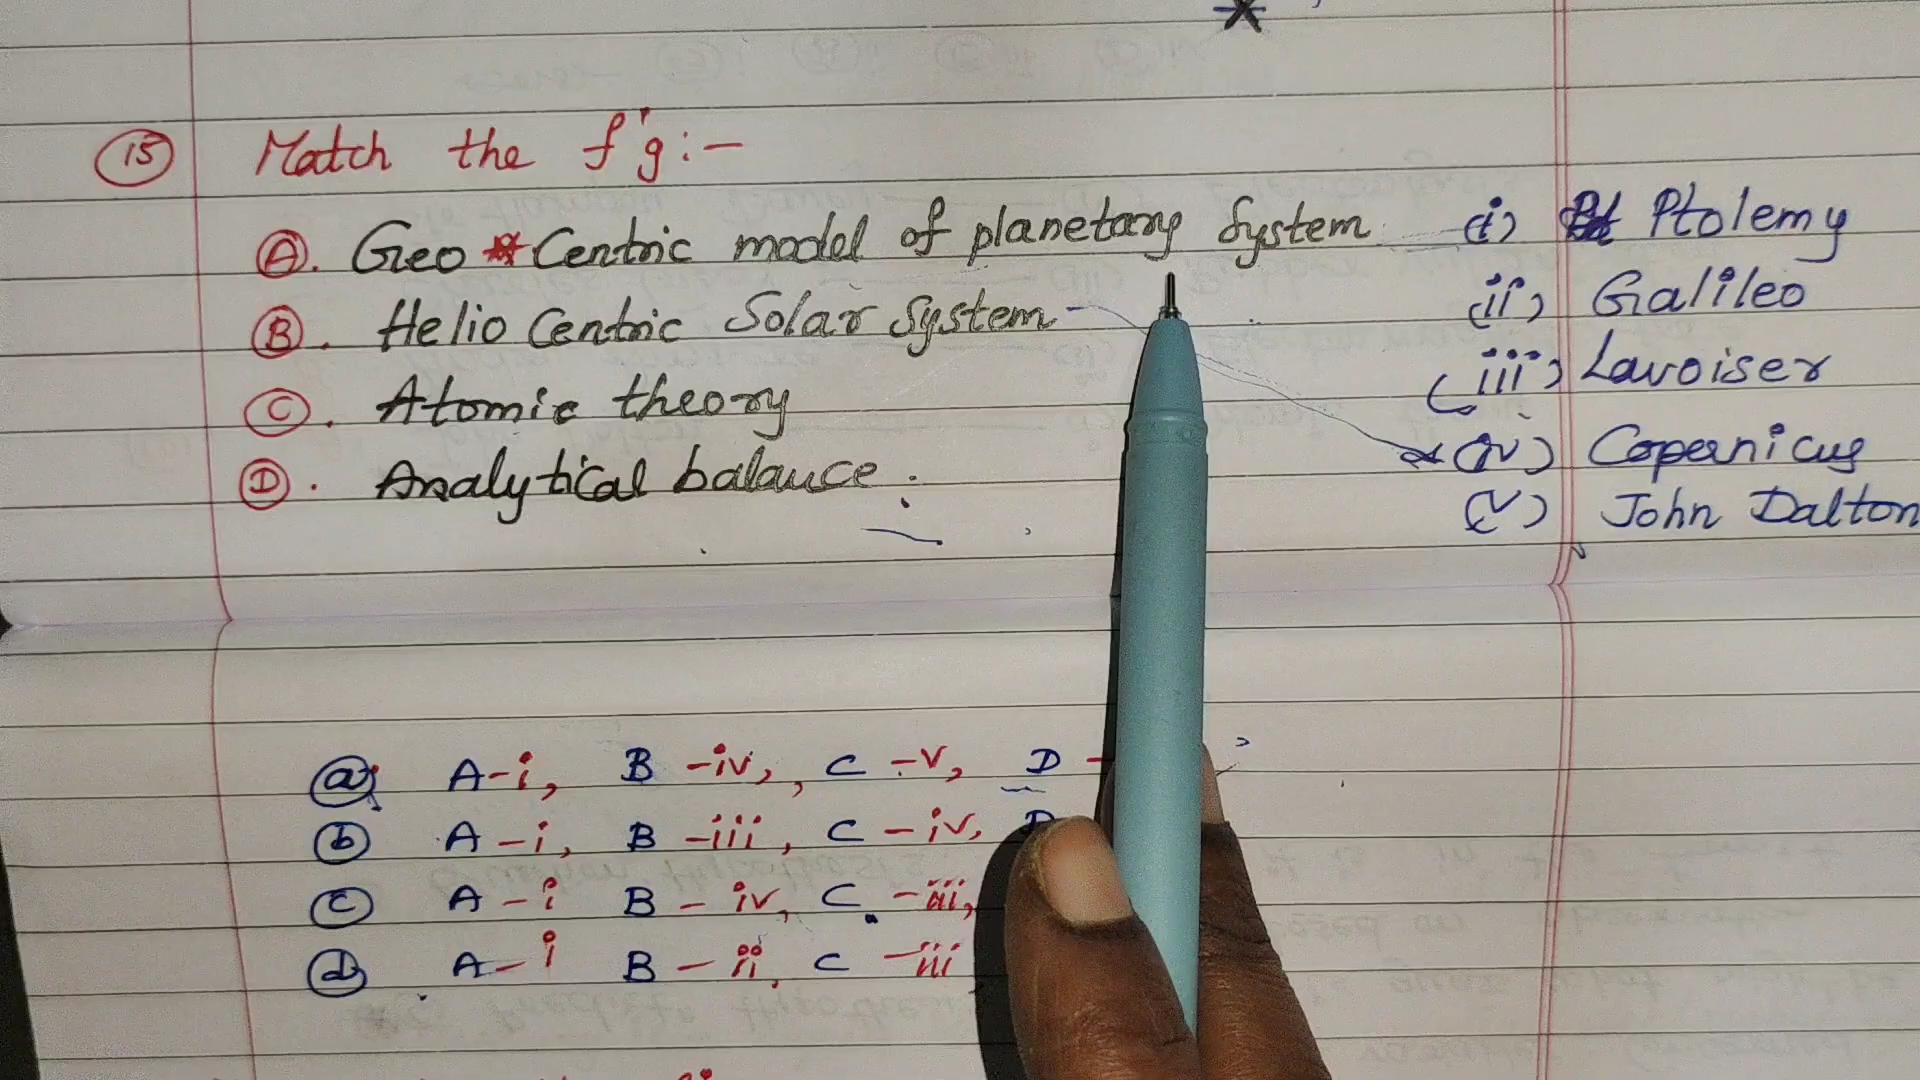 15 Match the f'g:-
A. Geo Centric model of planetary System (i) Ptolemy
B. Helio Centric Solar System - (ii) Galileo
(iii) Lavoiser
C. Atomic theory
(iv) Copernicus
D. Analytical balance.
(v) John Dalton
a) A-i, B-iv, C-v, D-
b) A-i, B-iii, C-iv, D
c) A-i B-iv, C-iii,
d) A-i B-ii, C-iii